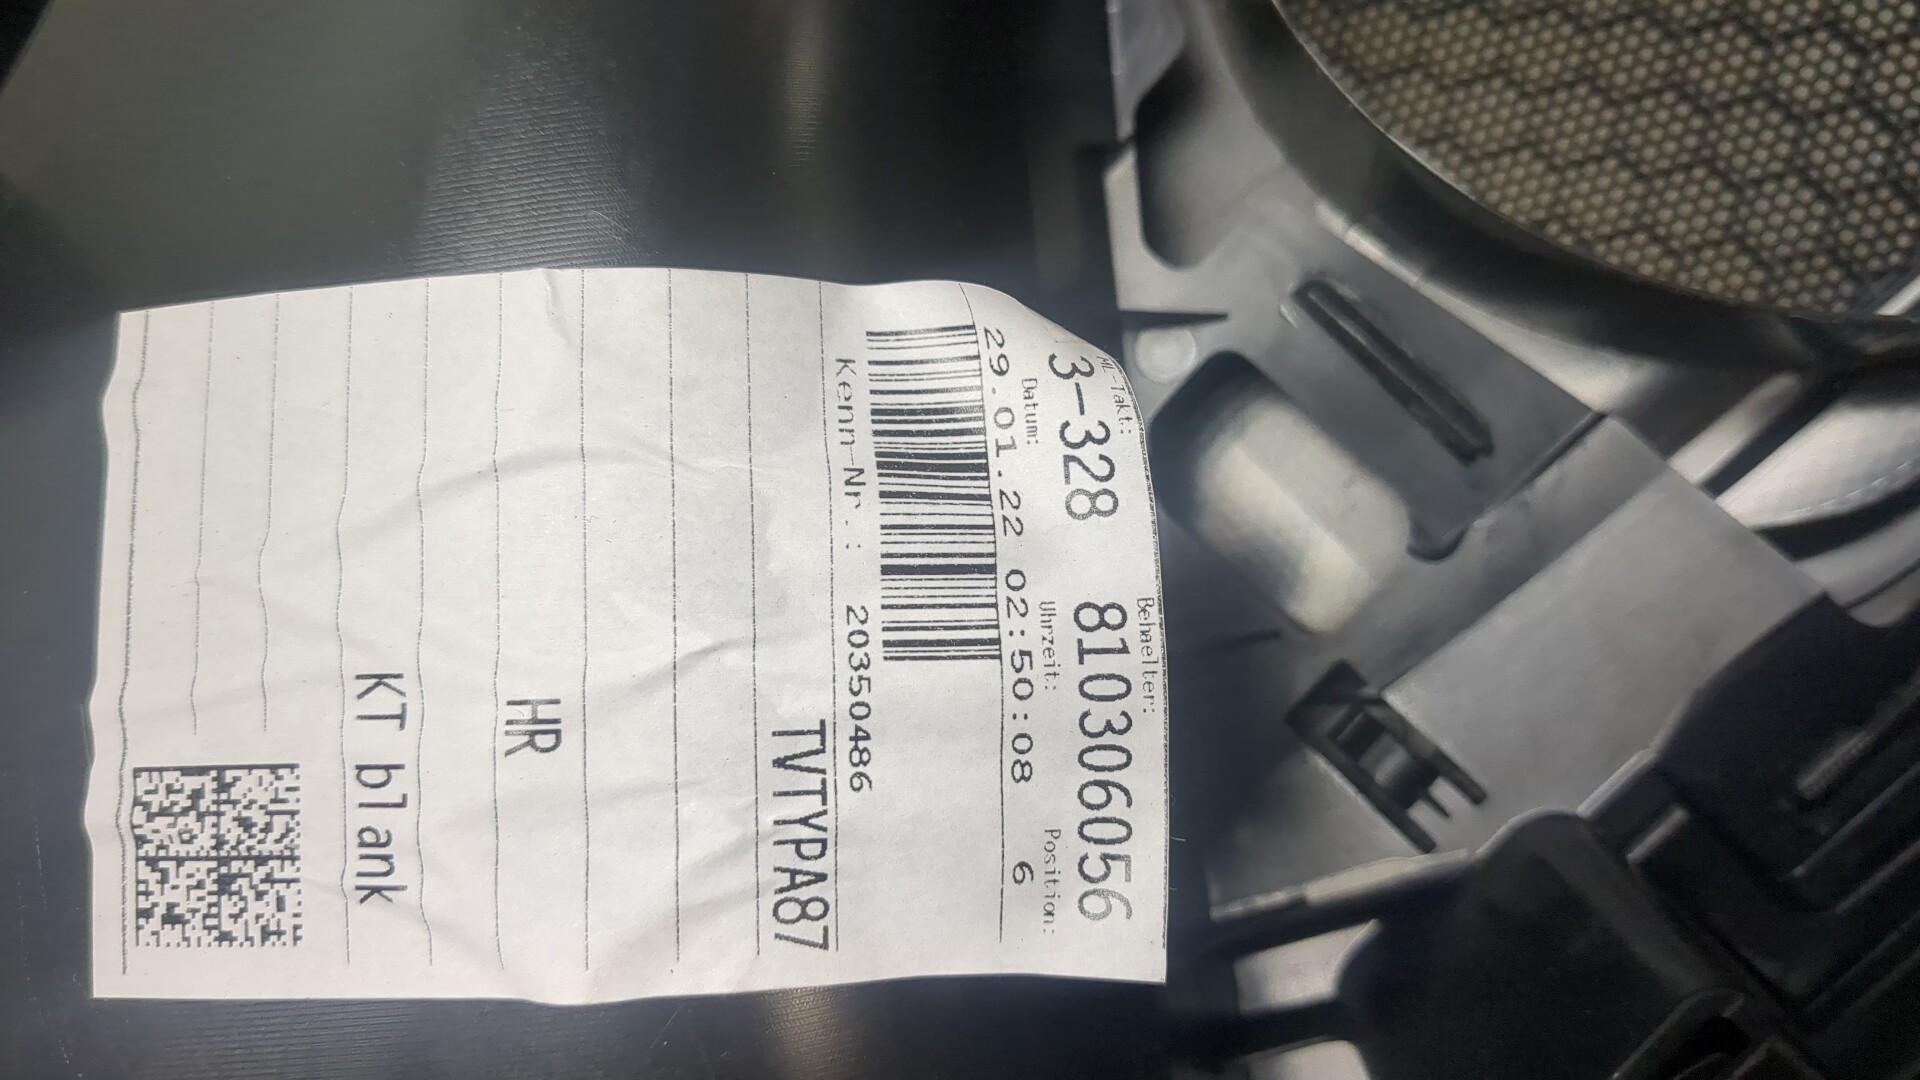 ML-Takt: Behaelter:
3-328 8103060056
Datum: Uhrzeit: Position:
29.01.22 02:50:08 6
Kenn-Nr.: 20350486
TVTYPA87
HR
KT blank